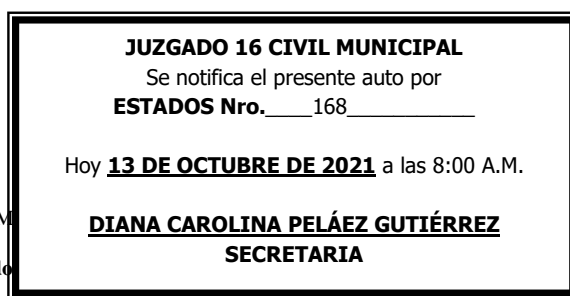 JUZGADO 16 CIVIL MUNICIPAL
Se notifica el presente auto por
ESTADOS Nro.____168___________
Hoy 13 DE OCTUBRE DE 2021 a las 8:00 A.M.
DIANA CAROLINA PELÁEZ GUTIÉRREZ
SECRETARIA